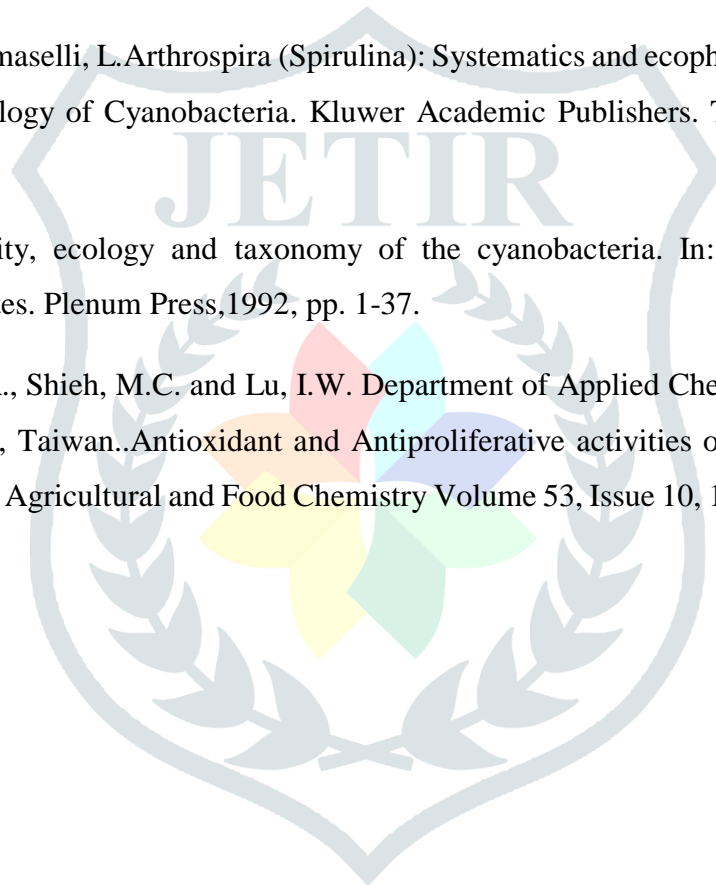 maselli, L.Arthrospira (Spirulina): Systematics and ecoph
logy of Cyanobacteria. Kluwer Academic Publishers. T
JETIR
ity, ecology and taxonomy of the cyanobacteria. In:
tes. Plenum Press,1992, pp. 1-37.
., Shieh, M.C. and Lu, I.W. Department of Applied Che
, Taiwan..Antioxidant and Antiproliferative activities o
Agricultural and Food Chemistry Volume 53, Issue 10, 1